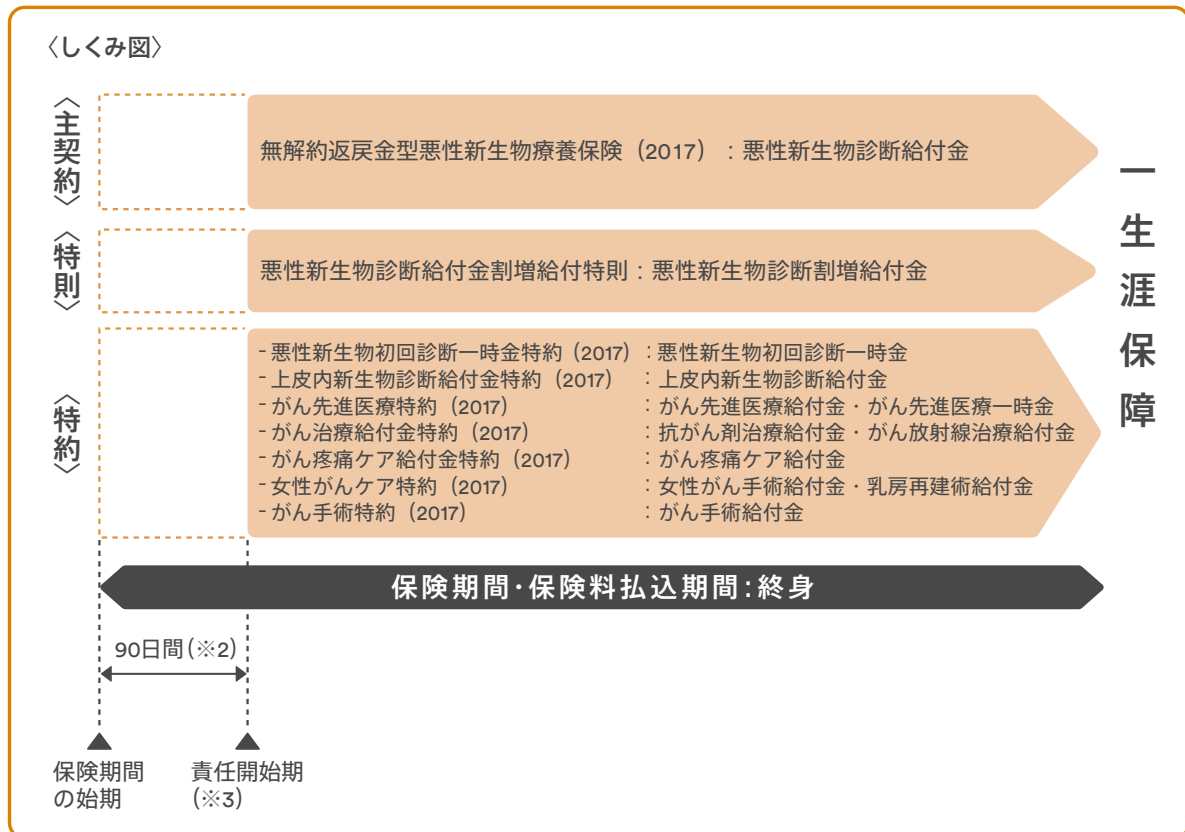 〈しくみ図〉
〈主契約〉
無解約返戻金型悪性新生物療養保険（2017）：悪性新生物診断給付金
〈特則〉
悪性新生物診断給付金割増給付特則：悪性新生物診断割増給付金
〈特約〉
- 悪性新生物初回診断一時金特約（2017）：悪性新生物初回診断一時金
- 上皮内新生物診断給付金特約（2017）：上皮内新生物診断給付金
- がん先進医療特約（2017）：がん先進医療給付金・がん先進医療一時金
- がん治療給付金特約（2017）：抗がん剤治療給付金・がん放射線治療給付金
- がん疼痛ケア給付金特約（2017）：がん疼痛ケア給付金
- 女性がんケア特約（2017）：女性がん手術給付金・乳房再建術給付金
- がん手術特約（2017）：がん手術給付金
一生涯保障
保険期間・保険料払込期間：終身
90日間（※2）
保険期間
の始期
責任開始期
（※3）